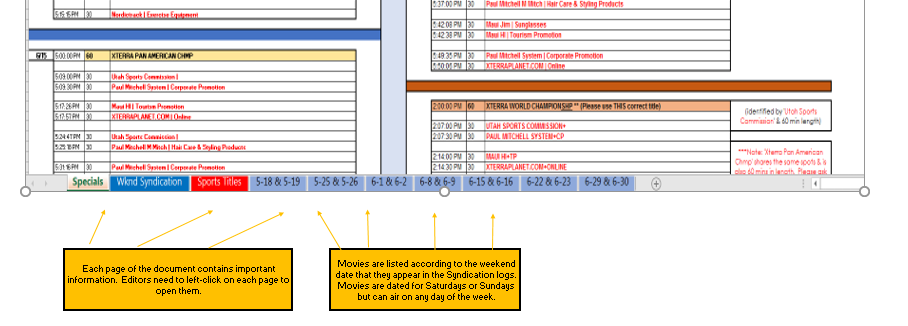 5:15:15 PM 30 Nordictrack | Exercise Equipment
6/15 5:00:00 PM 60 XTERRA PAN AMERICAN CHMP
5:09:00 PM 30 Utah Sports Commission |
5:09:30 PM 30 Paul Mitchell System | Corporate Promotion
5:17:26 PM 30 Maui HI | Tourism Promotion
5:17:57 PM 30 XTERRAPLANET.COM | Online
5:24:47 PM 30 Utah Sports Commission |
5:25:18 PM 30 Paul Mitchell M Mitch | Hair Care & Styling Products
5:31:16 PM 30 Paul Mitchell System | Corporate Promotion
5:37:00 PM 30 Paul Mitchell M Mitch | Hair Care & Styling Products
5:42:08 PM 30 Maui Jim | Sunglasses
5:42:38 PM 30 Maui HI | Tourism Promotion
5:49:35 PM 30 Paul Mitchell System | Corporate Promotion
5:50:05 PM 30 XTERRAPLANET.COM | Online
2:00:00 PM 60 XTERRA WORLD CHAMPIONSHIP ** (Please use THIS correct title)
2:07:00 PM 30 UTAH SPORTS COMMISSION+
2:07:30 PM 30 PAUL MITCHELL SYSTEM+CP
2:14:00 PM 30 MAUI HI+TP
2:14:30 PM 30 XTERRAPLANET.COM+ONLINE
(Identified by 'Utah Sports
Commission' & 60 min length)
***Note: 'Xterra Pan American
Chmp' shares the same spots & is
also 60 mins in length. Please ask
Specials Wknd Syndication Sports Titles 5-18 & 5-19 5-25 & 5-26 6-1 & 6-2 6-8 & 6-9 6-15 & 6-16 6-22 & 6-23 6-29 & 6-30
Each page of the document contains important
information. Editors need to left-click on each page to
open them.
Movies are listed according to the weekend
date that they appear in the Syndication logs.
Movies are dated for Saturdays or Sundays
but can air on any day of the week.